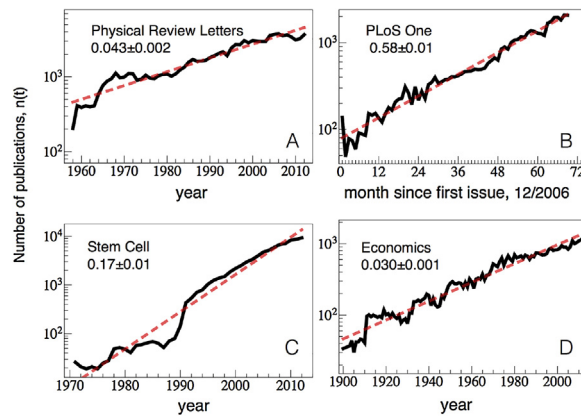 Number of publications, n(t)
Physical Review Letters
0.043±0.002
10³
10²
1960 1970 1980 1990 2000 2010
year
A
PLoS One
0.58±0.01
10³
10²
0 12 24 36 48 60 72
month since first issue, 12/2006
B
Stem Cell
0.17±0.01
10⁴
10³
10²
1970 1980 1990 2000 2010
year
C
Economics
0.030±0.001
10³
10²
1900 1920 1940 1960 1980 2000
year
D